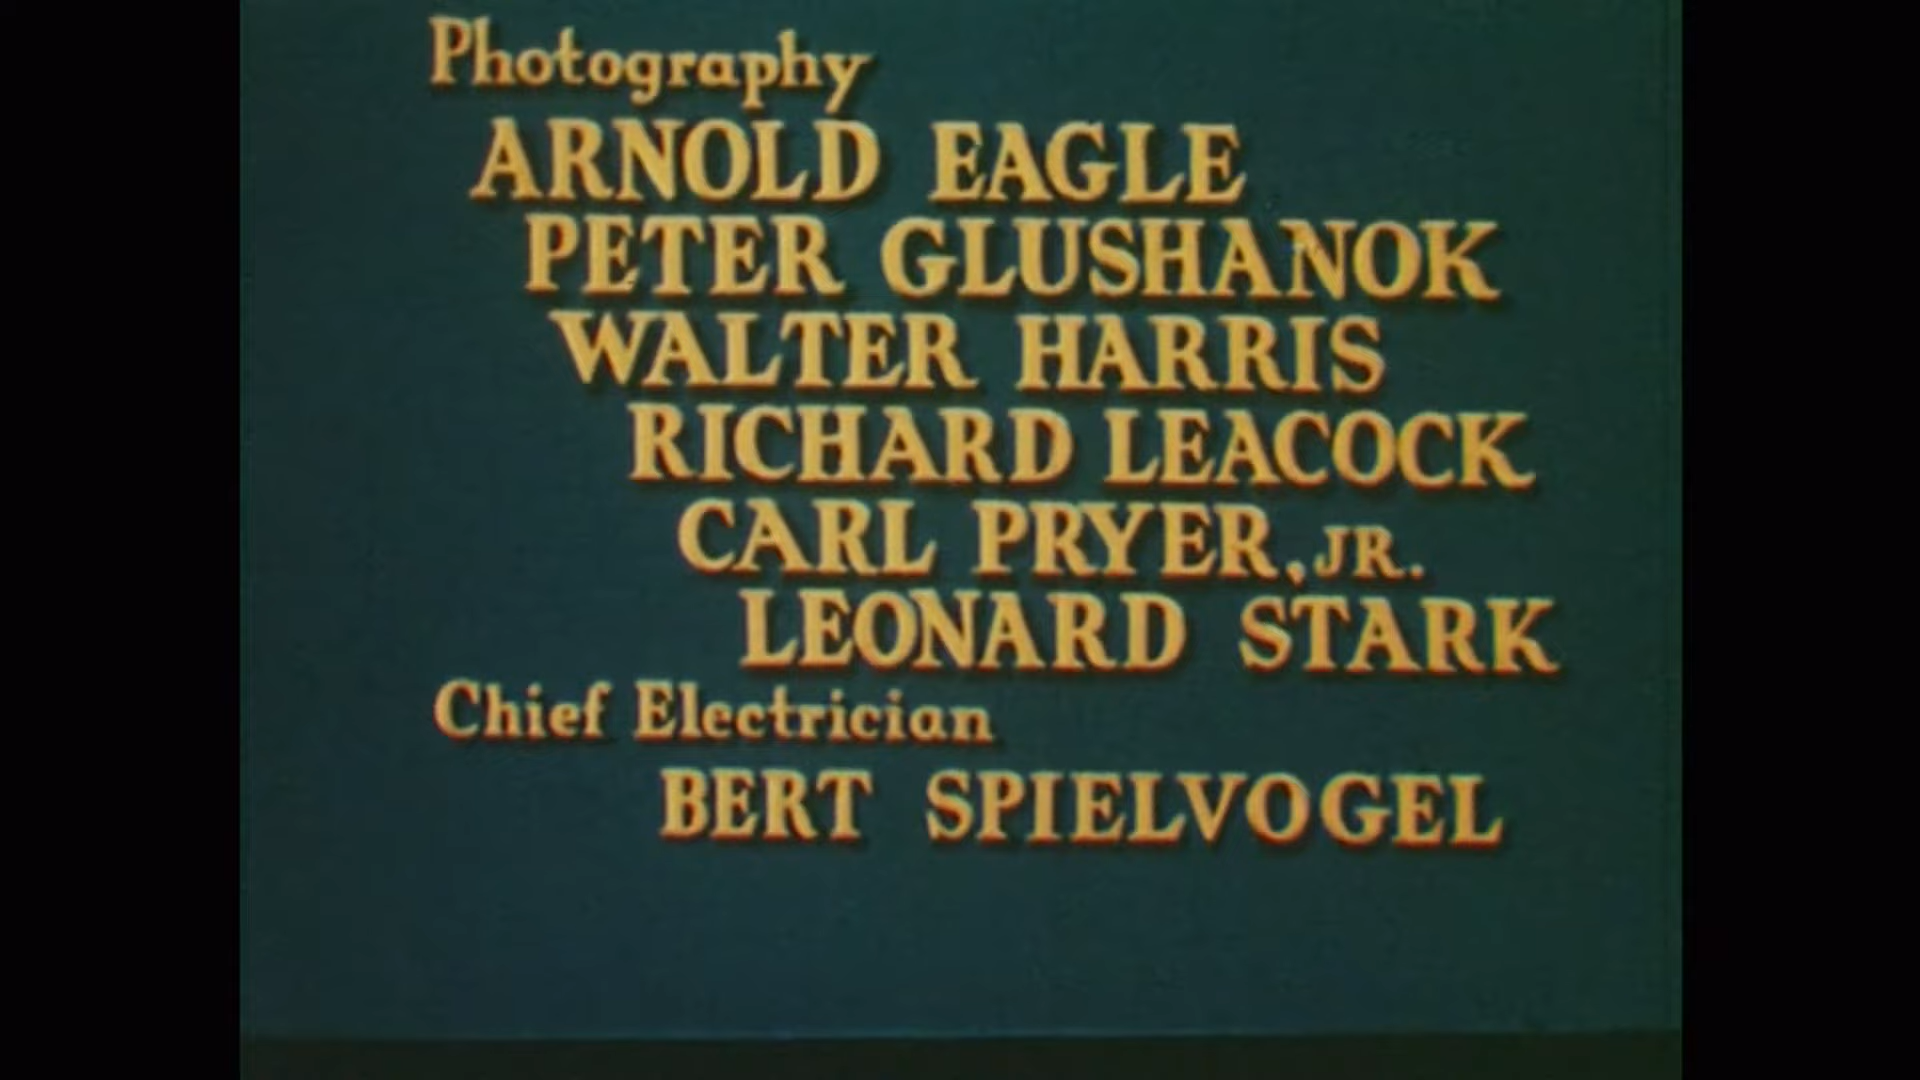 Photography
ARNOLD EAGLE
PETER GLUSHANOK
WALTER HARRIS
RICHARD LEACOCK
CARL PRYER, JR.
LEONARD STARK
Chief Electrician
BERT SPIELVOGEL